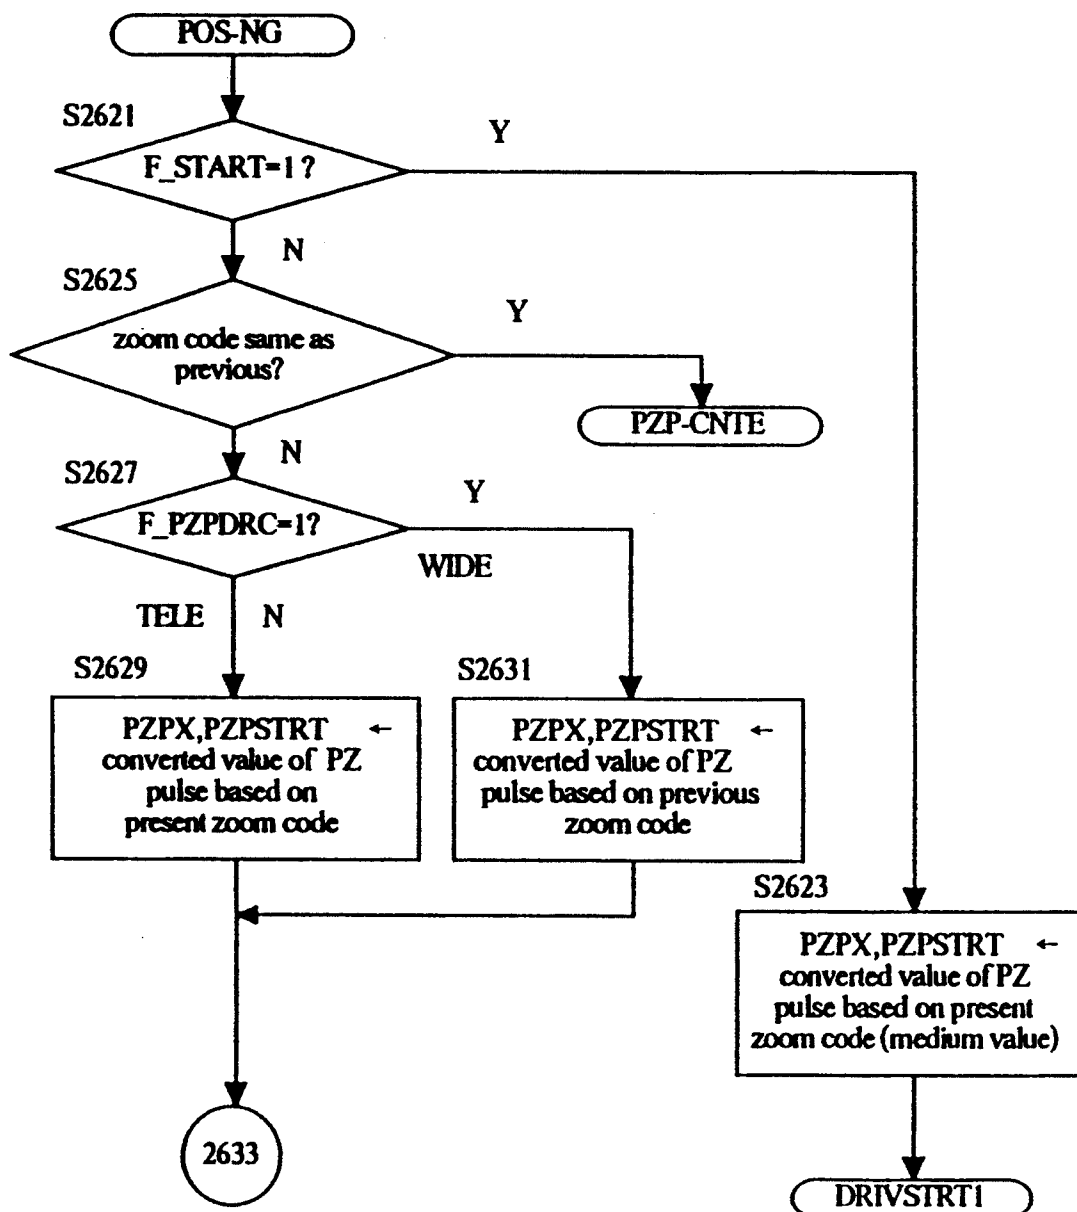 POS-NG
S2621
F_START=1?
Y
N
S2625
zoom code same as
previous?
Y
PZP-CNTE
N
S2627
F_PZPDRC=1?
Y
WIDE
TELE N
S2629
PZPX,PZPSTRT ←
converted value of PZ
pulse based on
present zoom code
S2631
PZPX,PZPSTRT ←
converted value of PZ
pulse based on previous
zoom code
S2623
PZPX,PZPSTRT ←
converted value of PZ
pulse based on present
zoom code (medium value)
2633
DRIVSTRT1